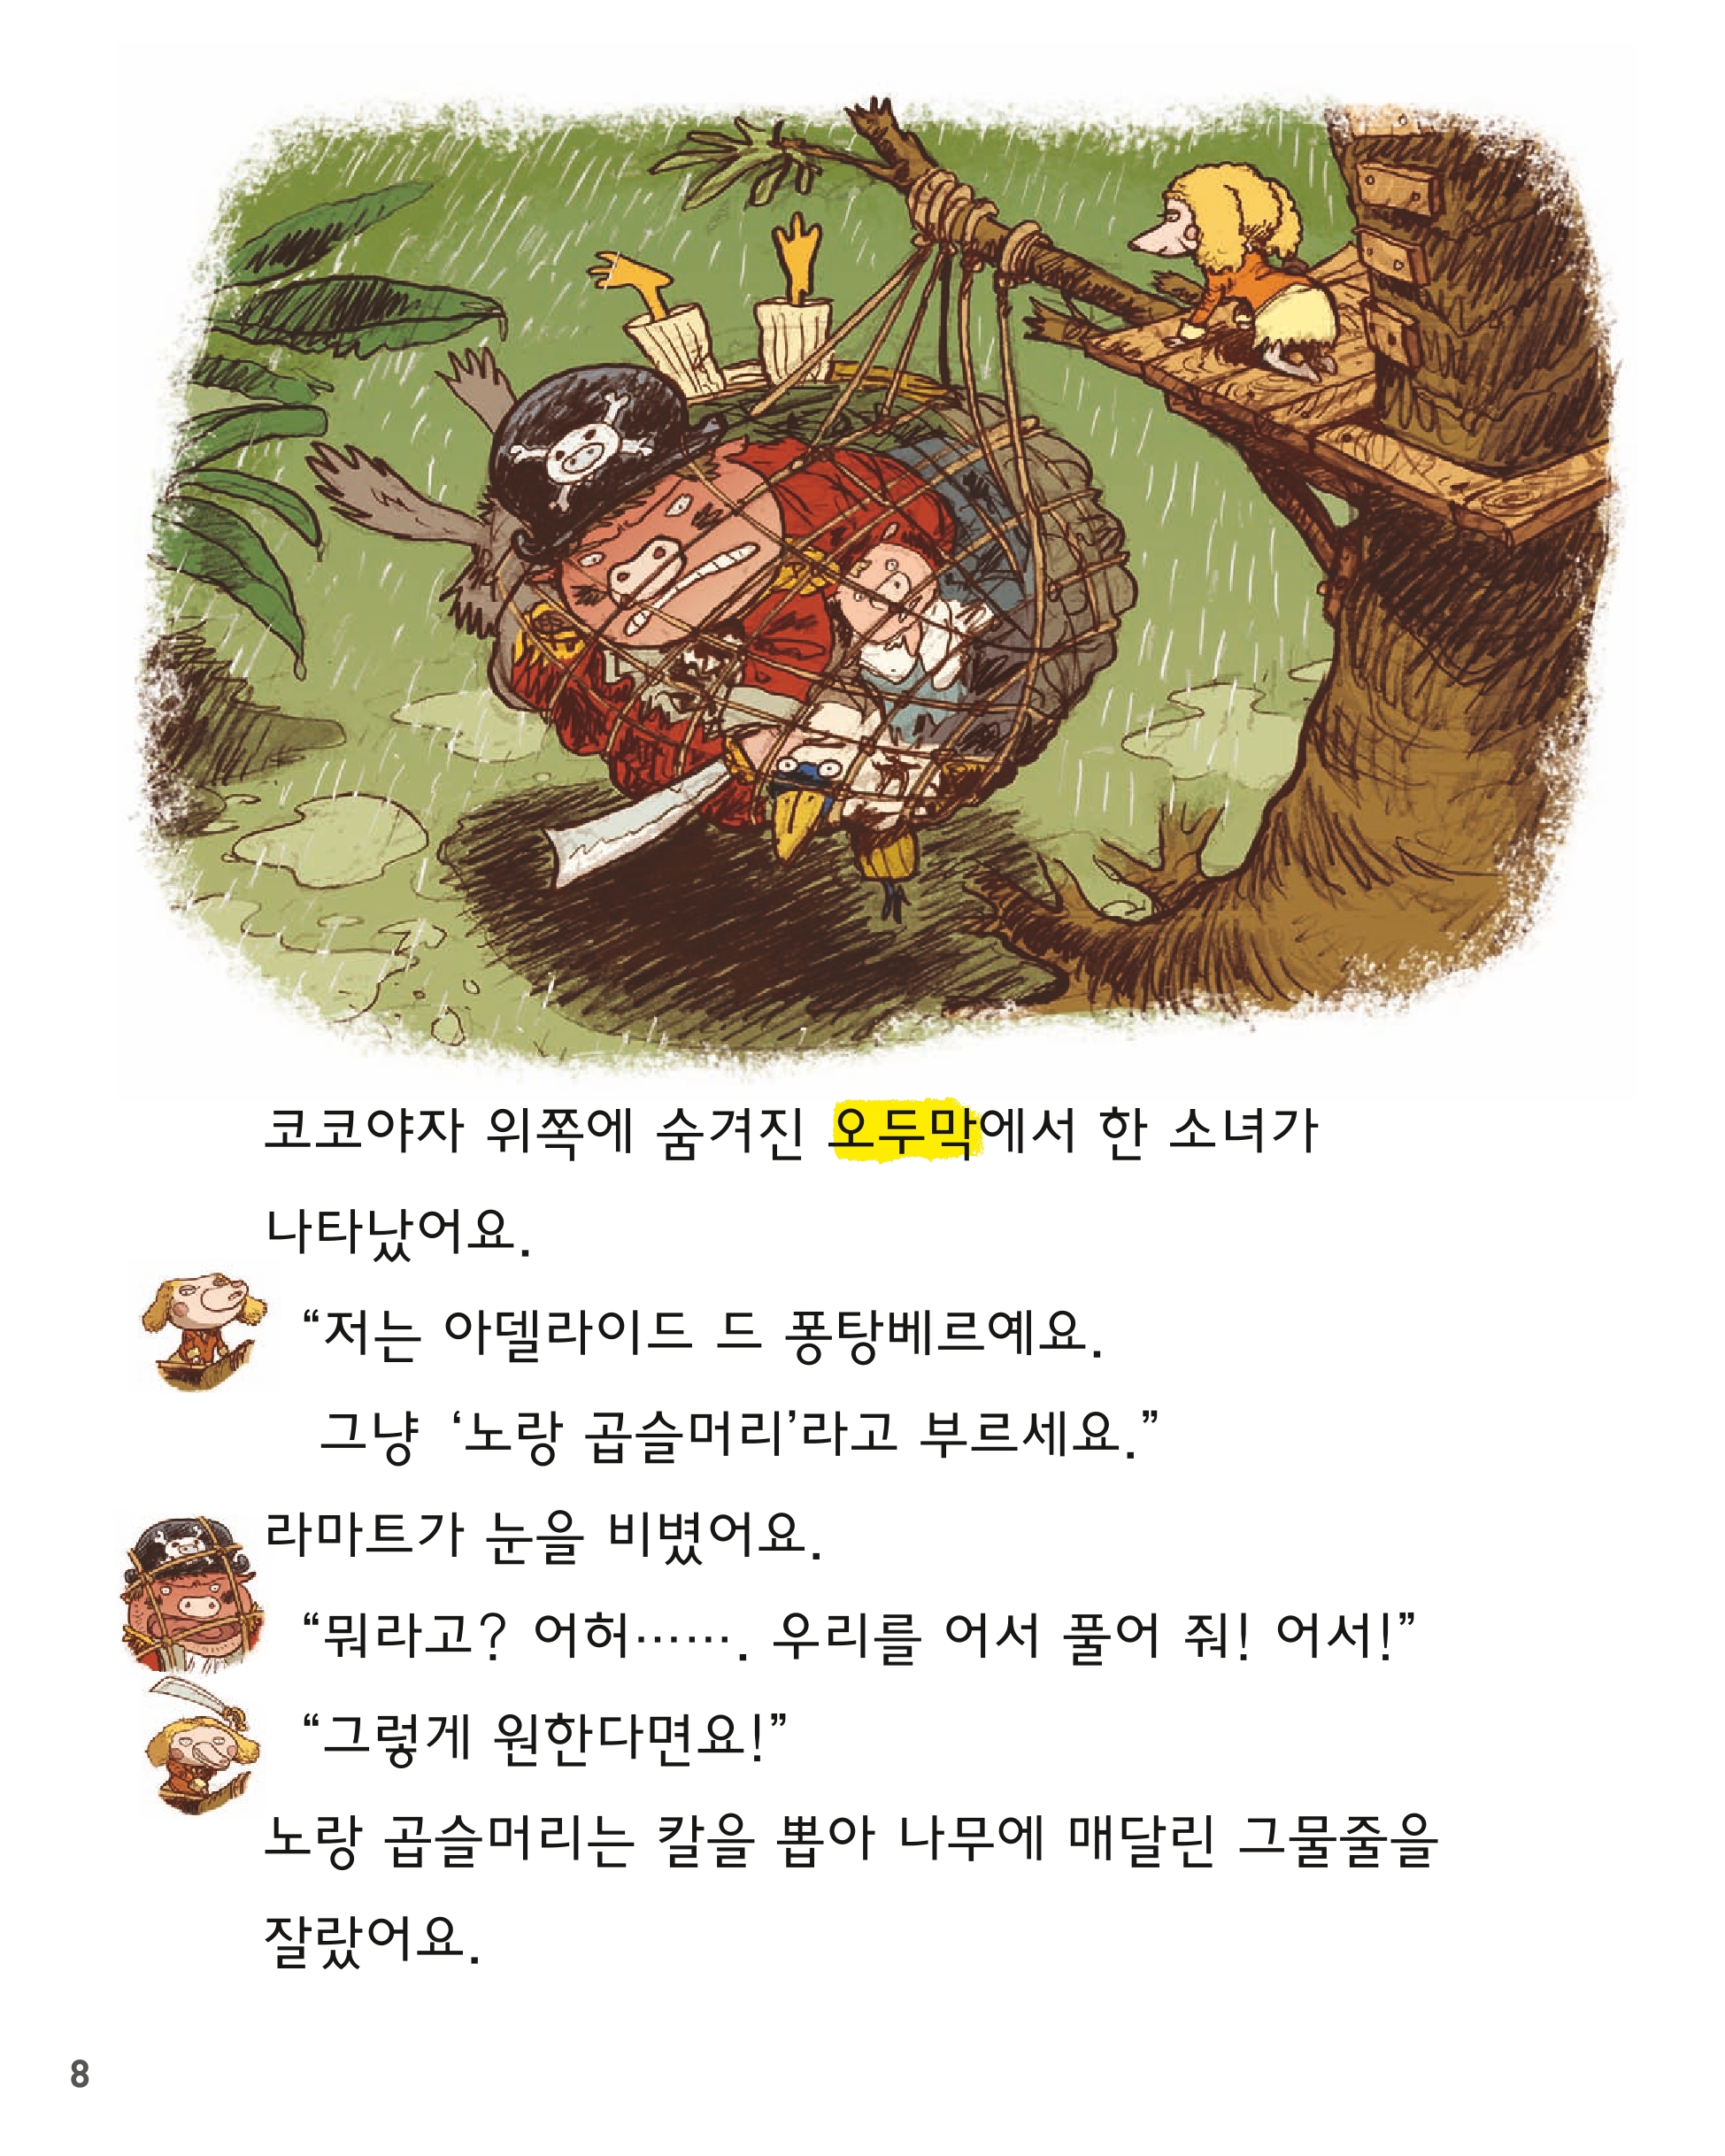 코코야자 위쪽에 숨겨진 오두막에서 한 소녀가
나타났어요.
“저는 아델라이드 드 퐁탕베르예요.
그냥 ‘노랑 곱슬머리’라고 부르세요.”
라마트가 눈을 비볐어요.
“뭐라고? 어허……. 우리를 어서 풀어 줘! 어서!”
“그렇게 원한다면요!”
노랑 곱슬머리는 칼을 뽑아 나무에 매달린 그물줄을
잘랐어요.
8